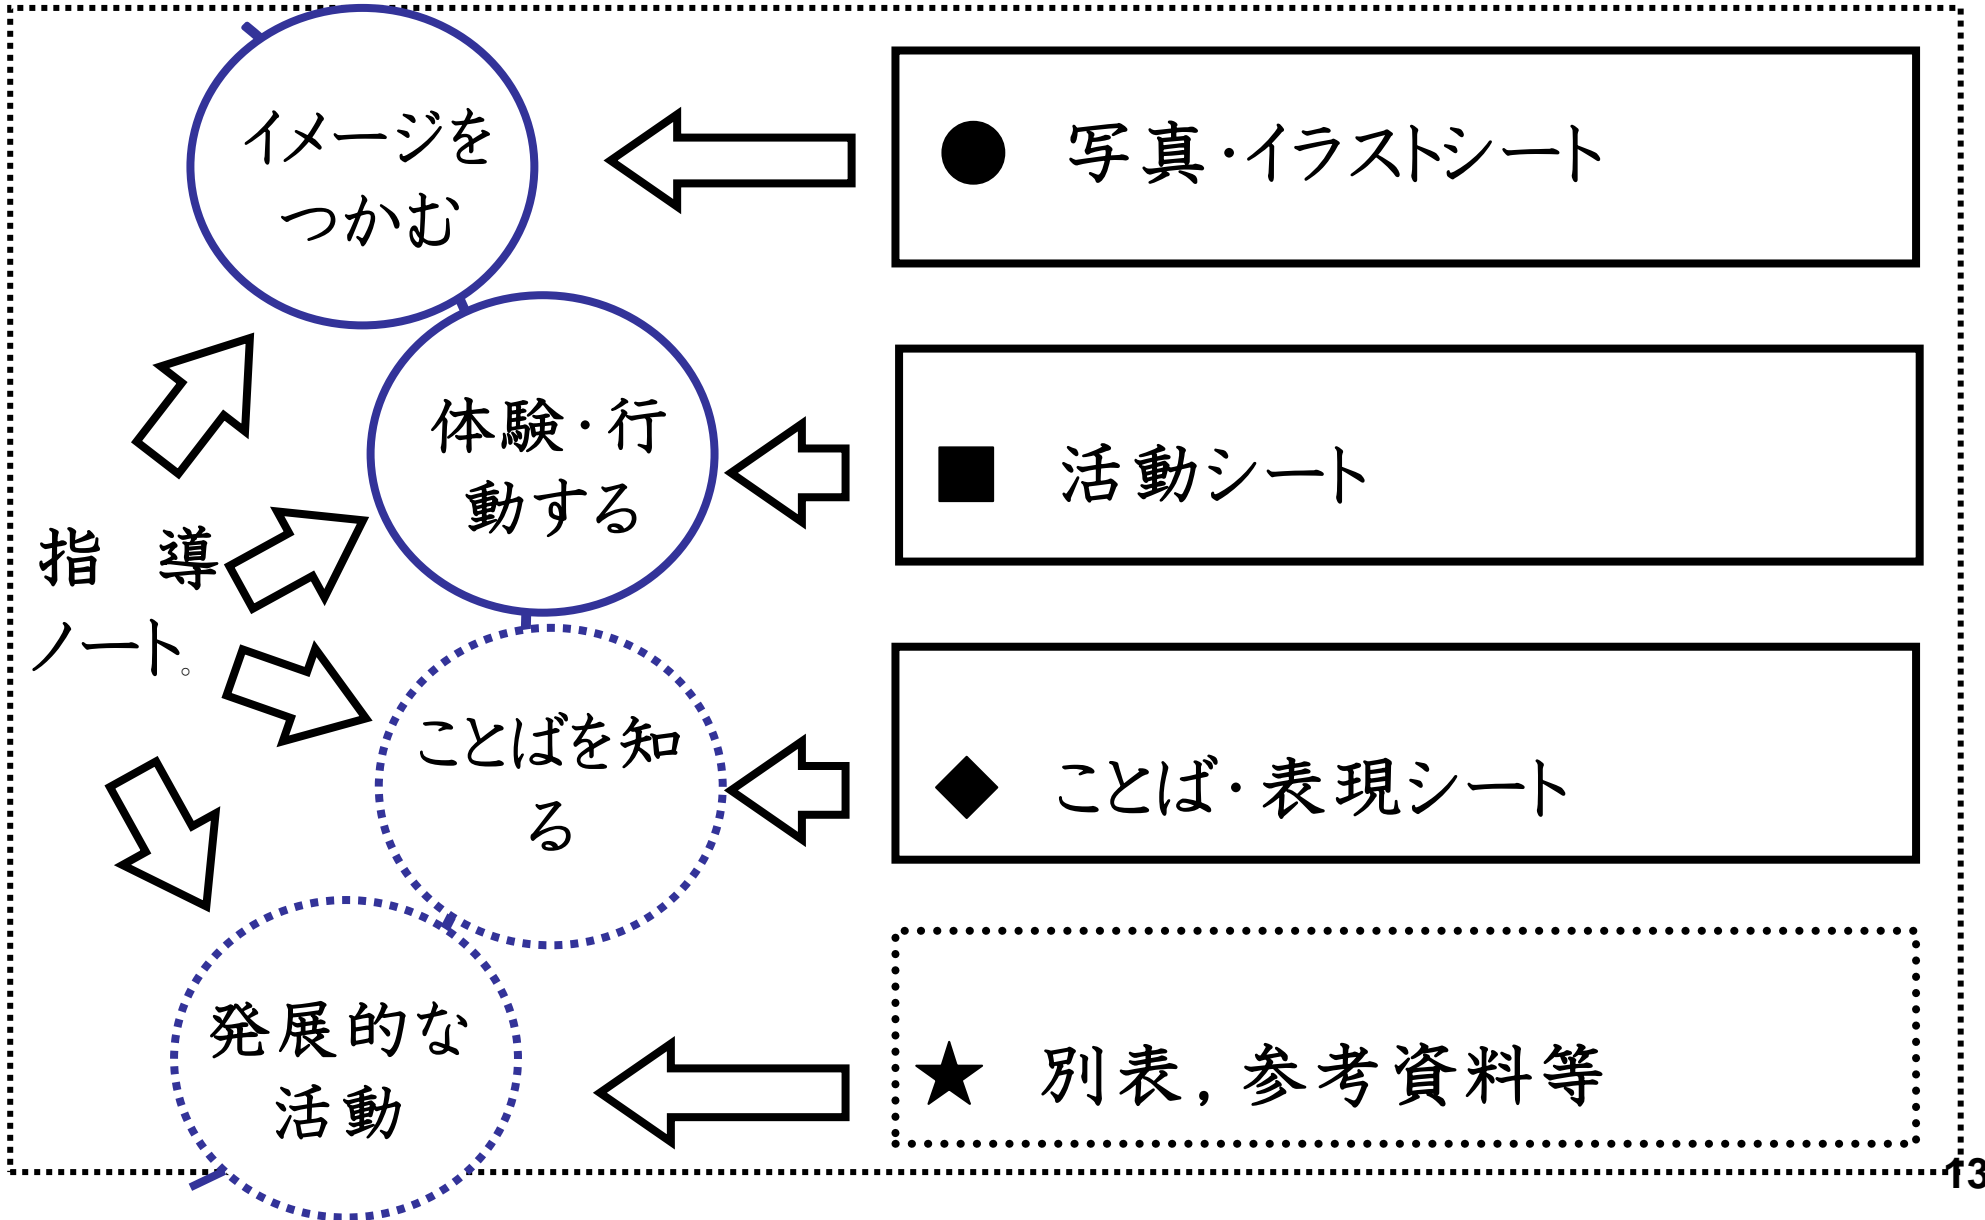 イメージを
つかむ
● 写真・イラストシート
体験・行
動する
■ 活動シート
指 導
ノート。
ことばを知
る
◆ ことば・表現シート
発展的な
活動
★ 別表，参考資料等
13